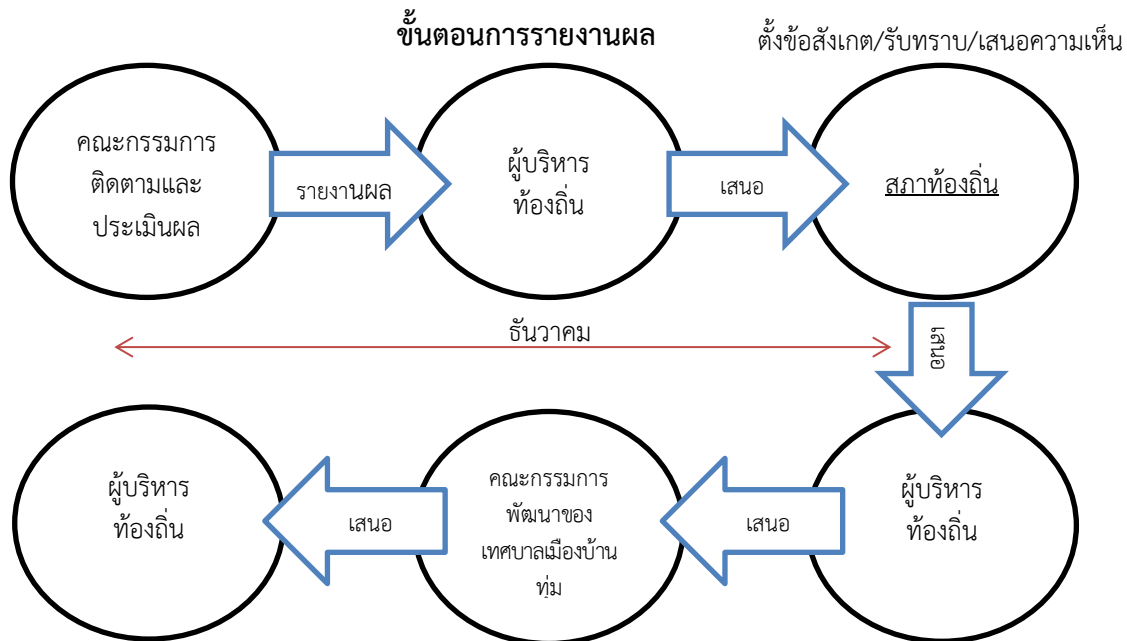 ขั้นตอนการรายงานผล
ตั้งข้อสังเกต/รับทราบ/เสนอความเห็น
คณะกรรมการ
ติดตามและ
ประเมินผล
รายงานผล
ผู้บริหาร
ท้องถิ่น
เสนอ
สภาท้องถิ่น
ธันวาคม
เสนอ
ผู้บริหาร
ท้องถิ่น
เสนอ
คณะกรรมการ
พัฒนาของ
เทศบาลเมืองบ้าน
ทุ่ม
เสนอ
ผู้บริหาร
ท้องถิ่น